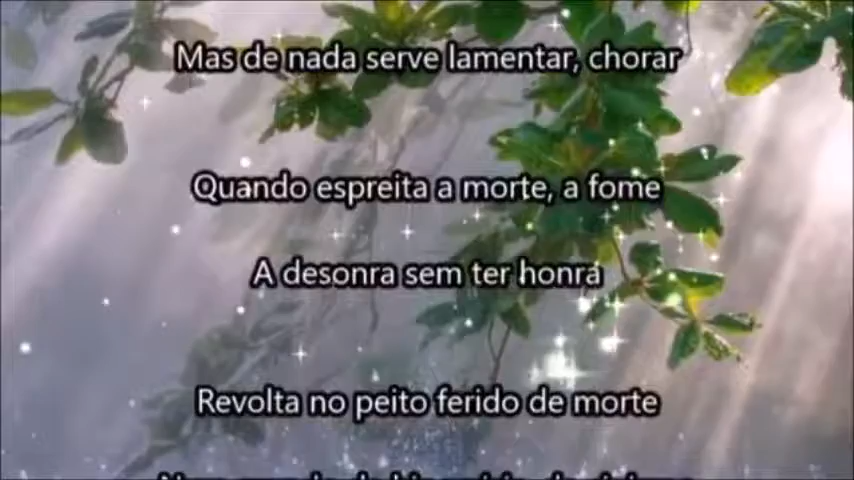 Mas de nada serve lamentar, chorar
Quando espreita a morte, a fome
A desonra sem ter honra
Revolta no peito ferido de morte